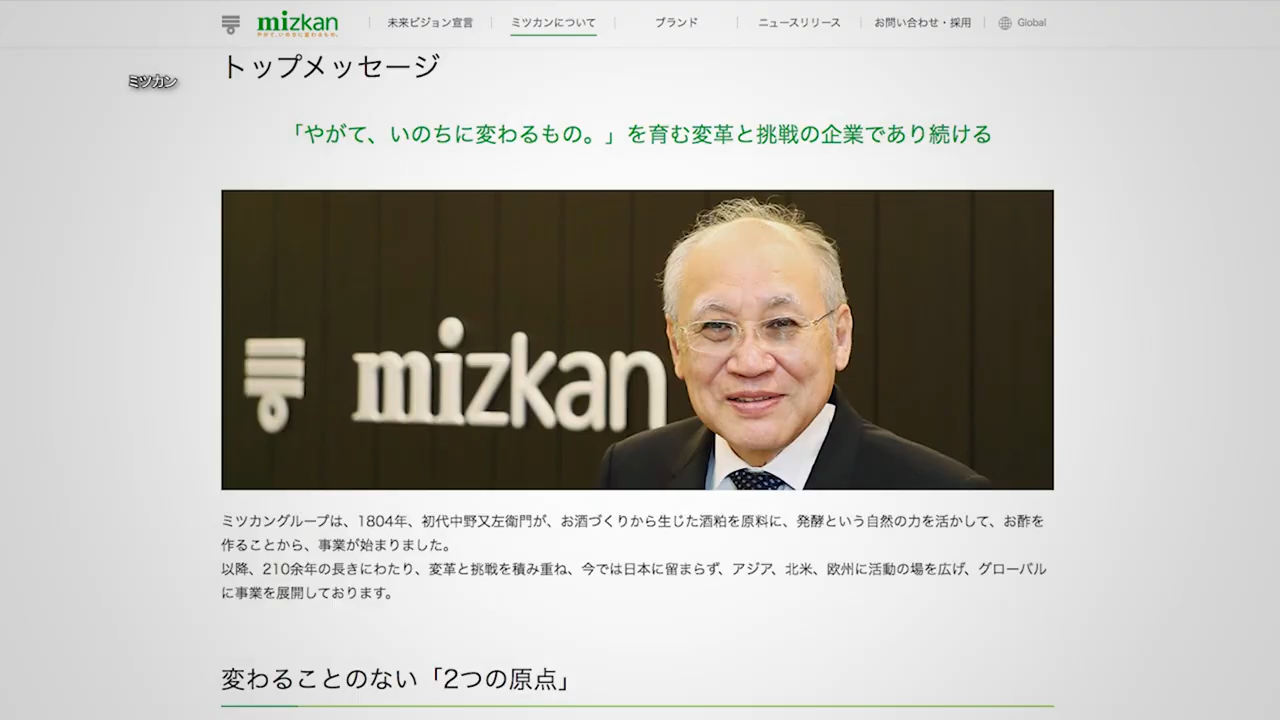 mizkan
やがて、いのちに変わるもの。
未来ビジョン宣言
ミツカンについて
ブランド
ニュースリリース
お問い合わせ・採用
Global
トップメッセージ
ミツカン
「やがて、いのちに変わるもの。」を育む変革と挑戦の企業であり続ける
mizkan
ミツカングループは、1804年、初代中野又左衛門が、お酒づくりから生じた酒粕を原料に、発酵という自然の力を活かして、お酢を
作ることから、事業が始まりました。
以降、210余年の長きにわたり、変革と挑戦を積み重ね、今では日本に留まらず、アジア、北米、欧州に活動の場を広げ、グローバル
に事業を展開しております。
変わることのない「2つの原点」